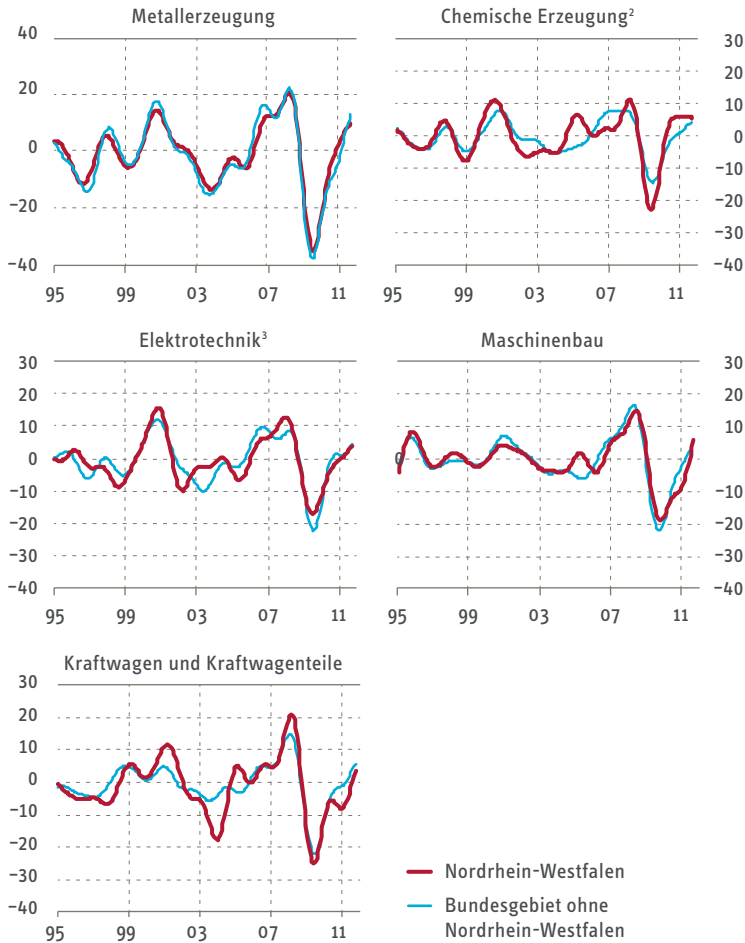 Metallerzeugung
40
20
0
−20
−40
95 99 03 07 11
Chemische Erzeugung²
30
20
10
0
−10
−20
−30
−40
95 99 03 07 11
Elektrotechnik³
30
20
10
0
−10
−20
−30
−40
95 99 03 07 11
Maschinenbau
30
20
10
0
0
−10
−20
−30
−40
95 99 03 07 11
Kraftwagen und Kraftwagenteile
30
20
10
0
−10
−20
−30
−40
95 99 03 07 11
Nordrhein-Westfalen
Bundesgebiet ohne
Nordrhein-Westfalen